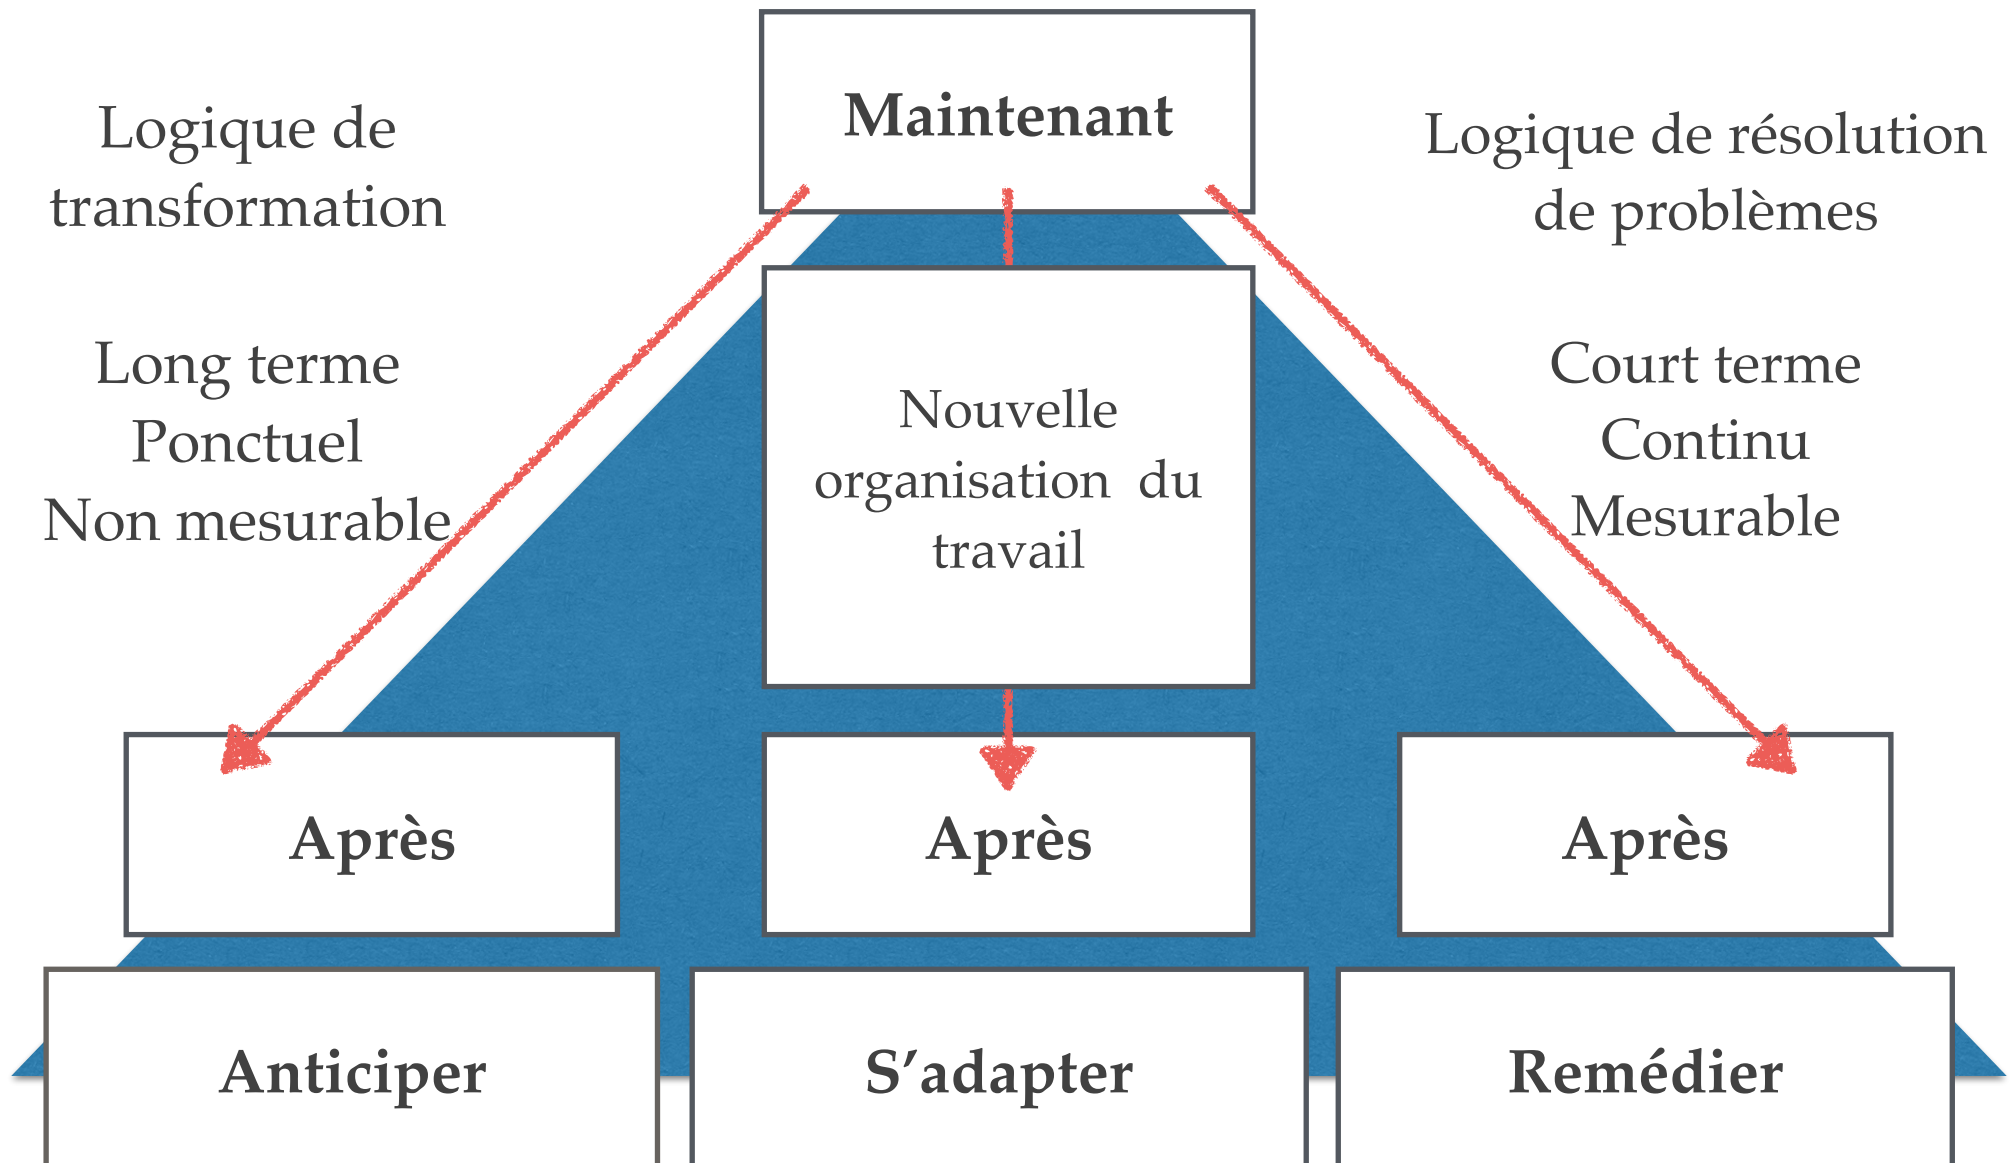 Maintenant
Logique de
transformation
Long terme
Ponctuel
Non mesurable
Nouvelle
organisation du
travail
Logique de résolution
de problèmes
Court terme
Continu
Mesurable
Après
Après
Après
Anticiper
S’adapter
Remédier